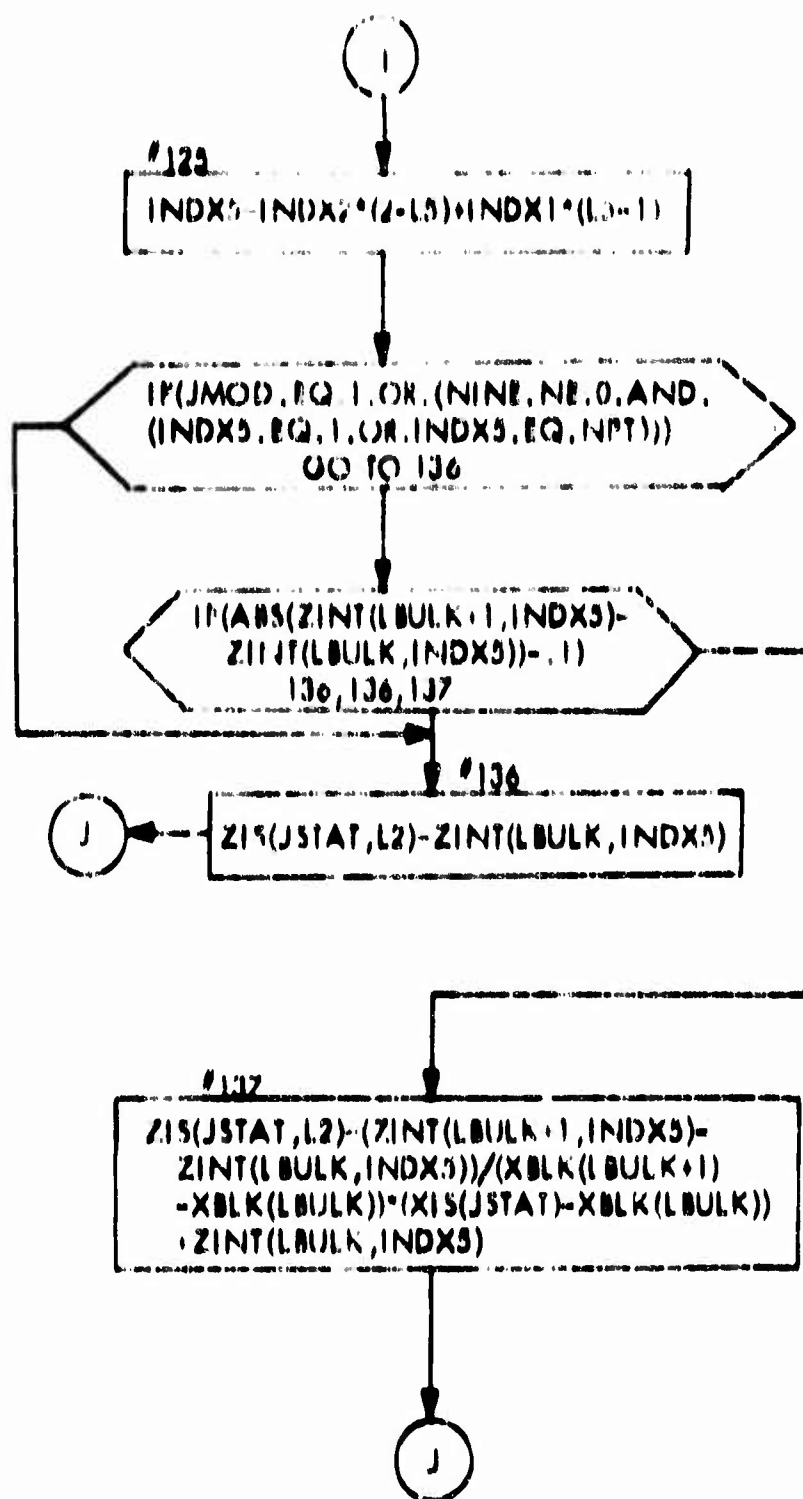 I
#125
INDX5=INDX2*(2-L5)+INDX1*(L5-1)
IF(JMOD.EQ.1.OR.(NINE.NE.0.AND.
(INDX5.EQ.1.OR.INDX5.EQ.NPT)))
GO TO 136
IF(ABS(ZINT(LBULK+1,INDX5)-
ZINT(LBULK,INDX5))-.1)
136,136,137
#136
J
ZIS(JSTAT,L2)=ZINT(LBULK,INDX5)
#137
ZIS(JSTAT,L2)=(ZINT(LBULK+1,INDX5)-
ZINT(LBULK,INDX5))/(XBLK(LBULK+1)
-XBLK(LBULK))*(XIS(JSTAT)-XBLK(LBULK))
+ZINT(LBULK,INDX5)
J